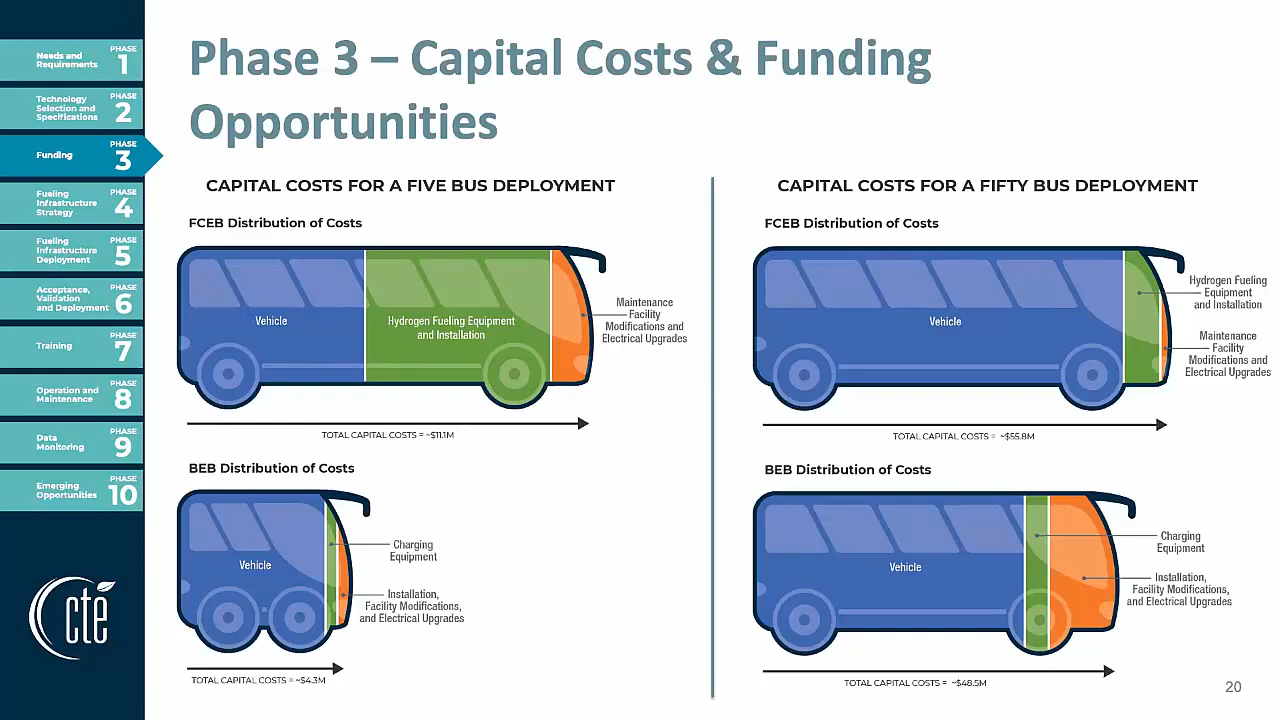 Needs and
Requirements
PHASE
1
Technology
Selection and
Specifications
PHASE
2
Funding
PHASE
3
Fueling
Infrastructure
Strategy
PHASE
4
Fueling
Infrastructure
Deployment
PHASE
5
Acceptance,
Validation
and Deployment
PHASE
6
Training
PHASE
7
Operation and
Maintenance
PHASE
8
Data
Monitoring
PHASE
9
Emerging
Opportunities
PHASE
10
cte
Phase 3 – Capital Costs & Funding
Opportunities
CAPITAL COSTS FOR A FIVE BUS DEPLOYMENT
FCEB Distribution of Costs
Vehicle
Hydrogen Fueling Equipment
and Installation
Maintenance
Facility
Modifications and
Electrical Upgrades
TOTAL CAPITAL COSTS = ~$11.1M
BEB Distribution of Costs
Vehicle
Charging
Equipment
Installation,
Facility Modifications,
and Electrical Upgrades
TOTAL CAPITAL COSTS = ~$4.3M
CAPITAL COSTS FOR A FIFTY BUS DEPLOYMENT
FCEB Distribution of Costs
Vehicle
Hydrogen Fueling
Equipment
and Installation
Maintenance
Facility
Modifications and
Electrical Upgrades
TOTAL CAPITAL COSTS = ~$55.8M
BEB Distribution of Costs
Vehicle
Charging
Equipment
Installation,
Facility Modifications,
and Electrical Upgrades
TOTAL CAPITAL COSTS = ~$48.5M
20